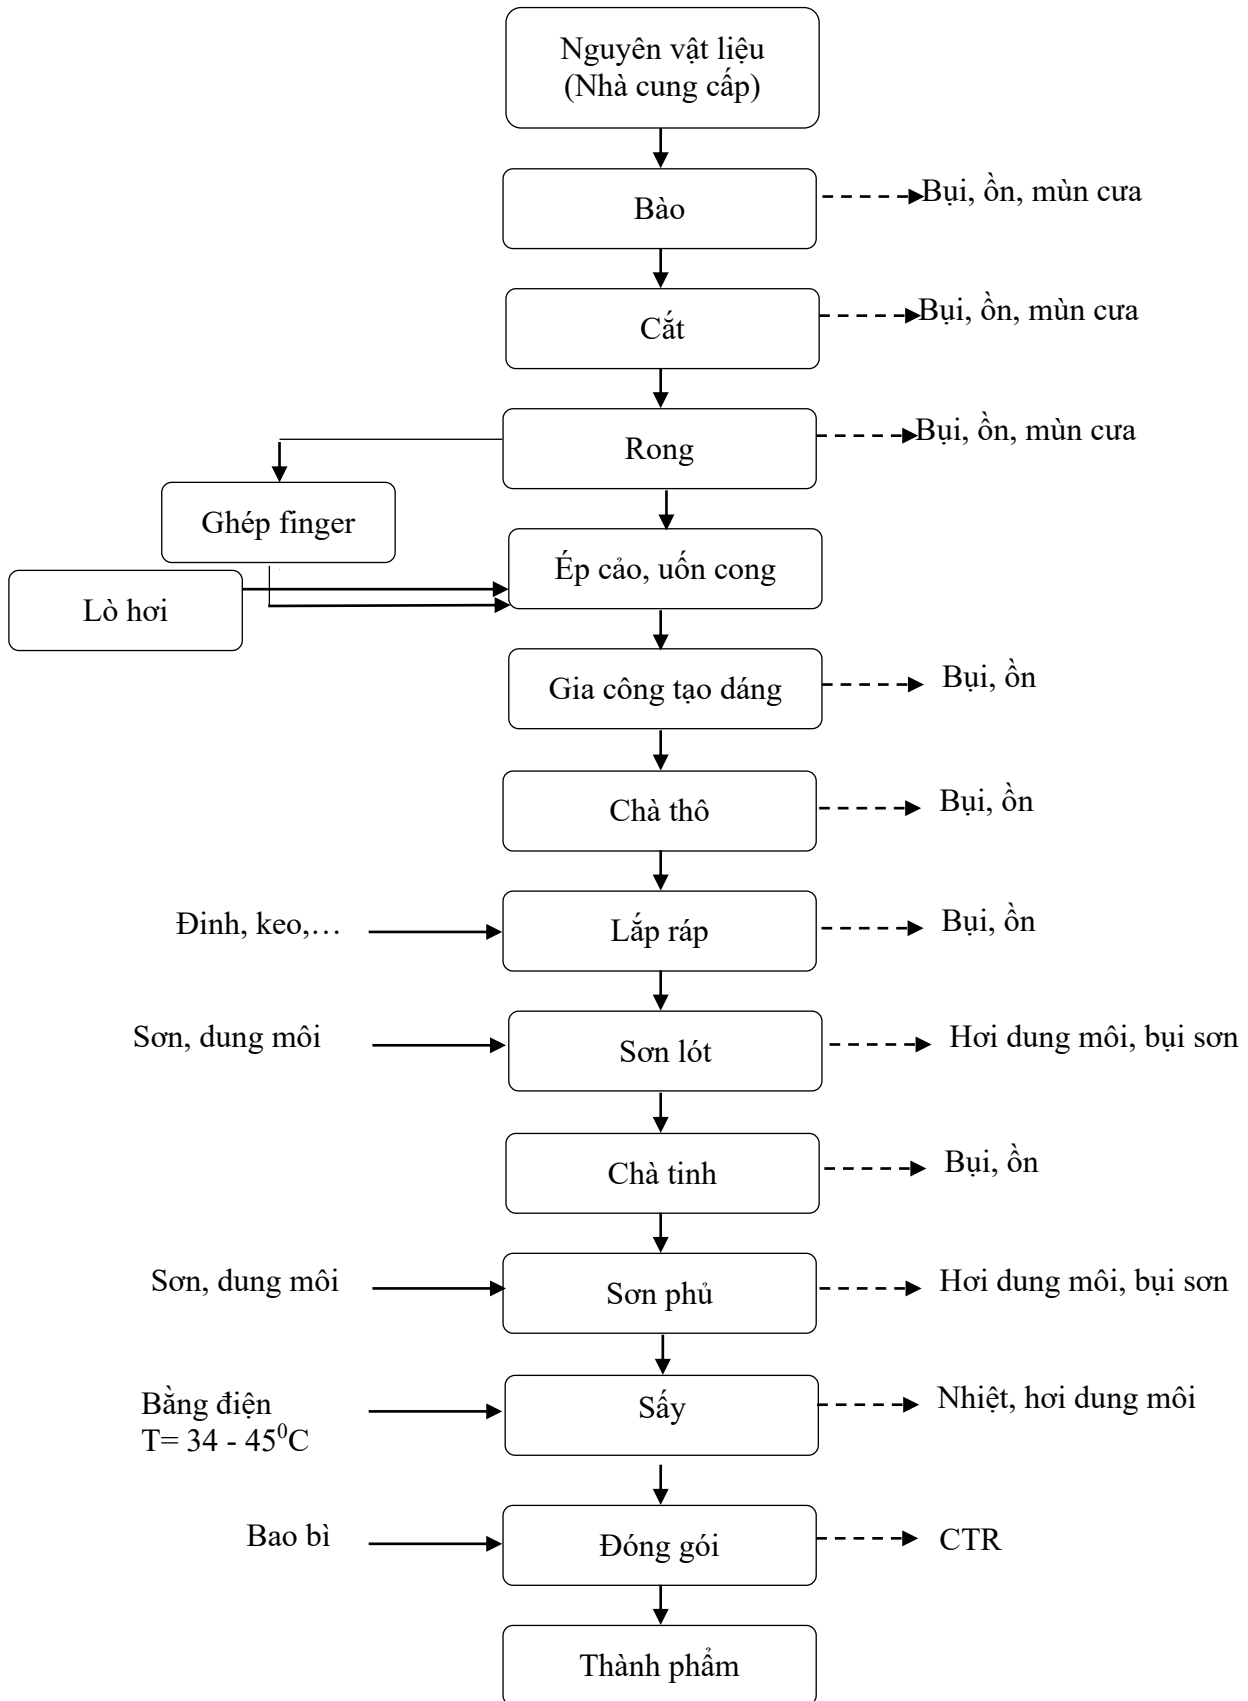 Nguyên vật liệu
(Nhà cung cấp)
Bào
Bụi, ồn, mùn cưa
Cắt
Bụi, ồn, mùn cưa
Rong
Bụi, ồn, mùn cưa
Ghép finger
Ép cảo, uốn cong
Lò hơi
Gia công tạo dáng
Bụi, ồn
Chà thô
Bụi, ồn
Đinh, keo,…
Lắp ráp
Bụi, ồn
Sơn, dung môi
Sơn lót
Hơi dung môi, bụi sơn
Chà tinh
Bụi, ồn
Sơn, dung môi
Sơn phủ
Hơi dung môi, bụi sơn
Bằng điện
T= 34 - 45⁰C
Sấy
Nhiệt, hơi dung môi
Bao bì
Đóng gói
CTR
Thành phẩm